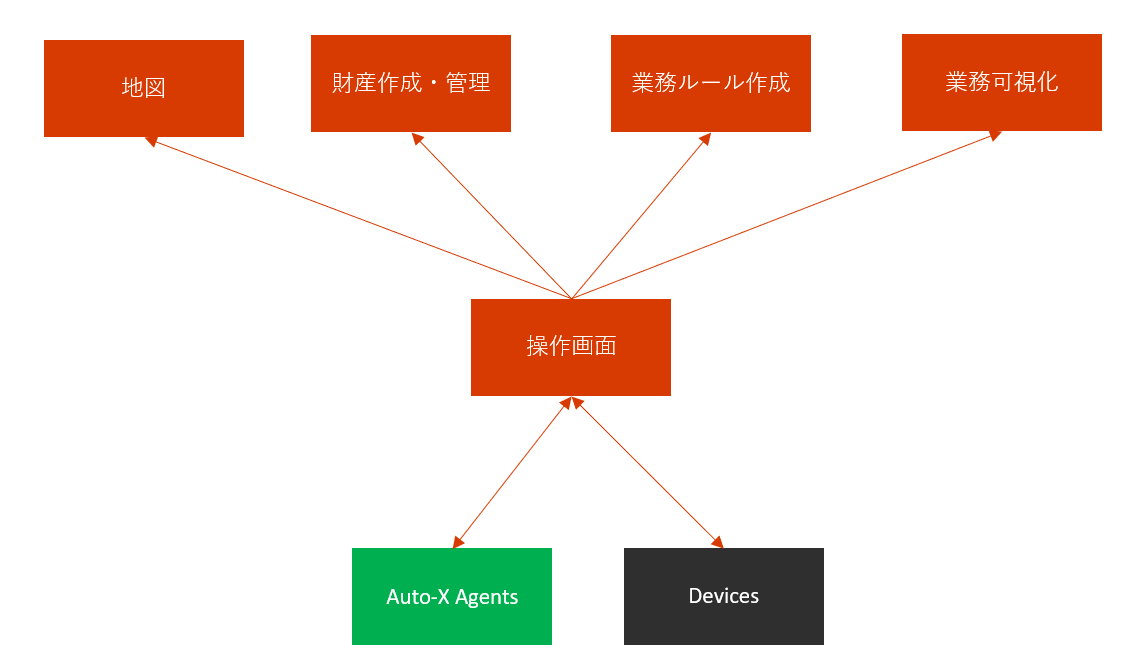 地図
財産作成・管理
業務ルール作成
業務可視化
操作画面
Auto-X Agents
Devices